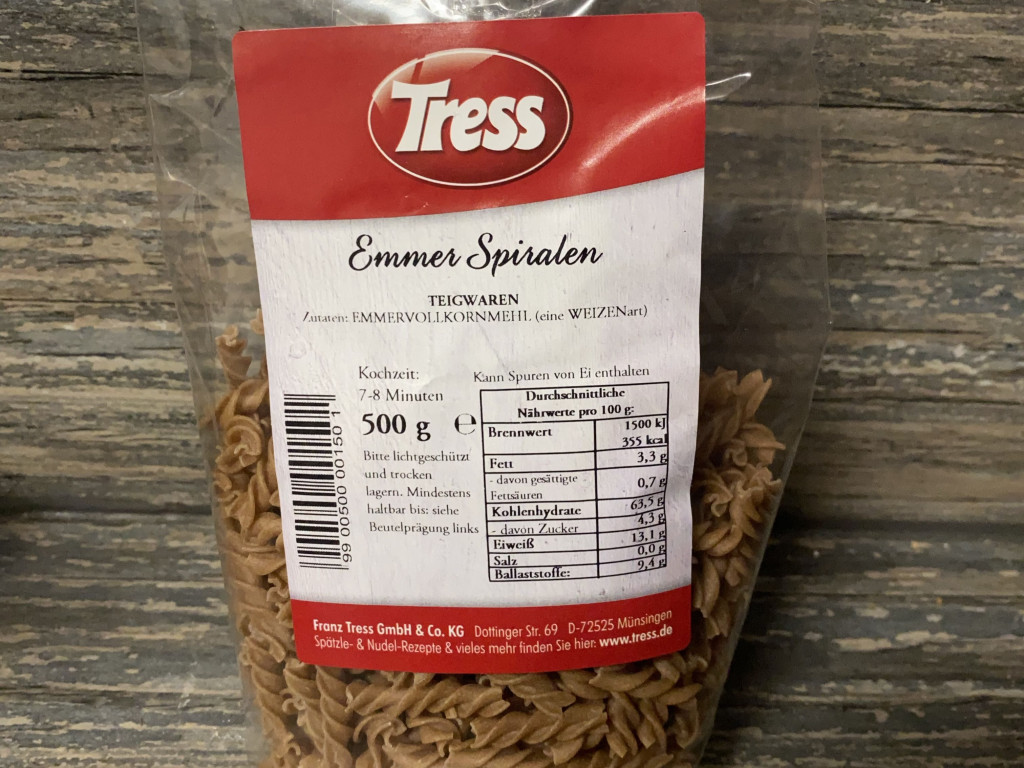 Tress
Emmer Spiralen
TEIGWAREN
Zutaten: EMMERVOLLKORNMEHL (eine WEIZENart)
Kochzeit:
7-8 Minuten
500 g ℮
Bitte lichtgeschützt
und trocken
lagern. Mindestens
haltbar bis: siehe
Beutelprägung links
99 00500 00150 1
Kann Spuren von Ei enthalten
Durchschnittliche
Nährwerte pro 100 g:
Brennwert 1500 kJ
355 kcal
Fett 3,3 g
- davon gesättigte
Fettsäuren 0,7 g
Kohlenhydrate 63,5 g
- davon Zucker 4,3 g
Eiweiß 13,1 g
Salz 0,0 g
Ballaststoffe: 9,4 g
Franz Tress GmbH & Co. KG Dottinger Str. 69 D-72525 Münsingen
Spätzle- & Nudel-Rezepte & vieles mehr finden Sie hier: www.tress.de